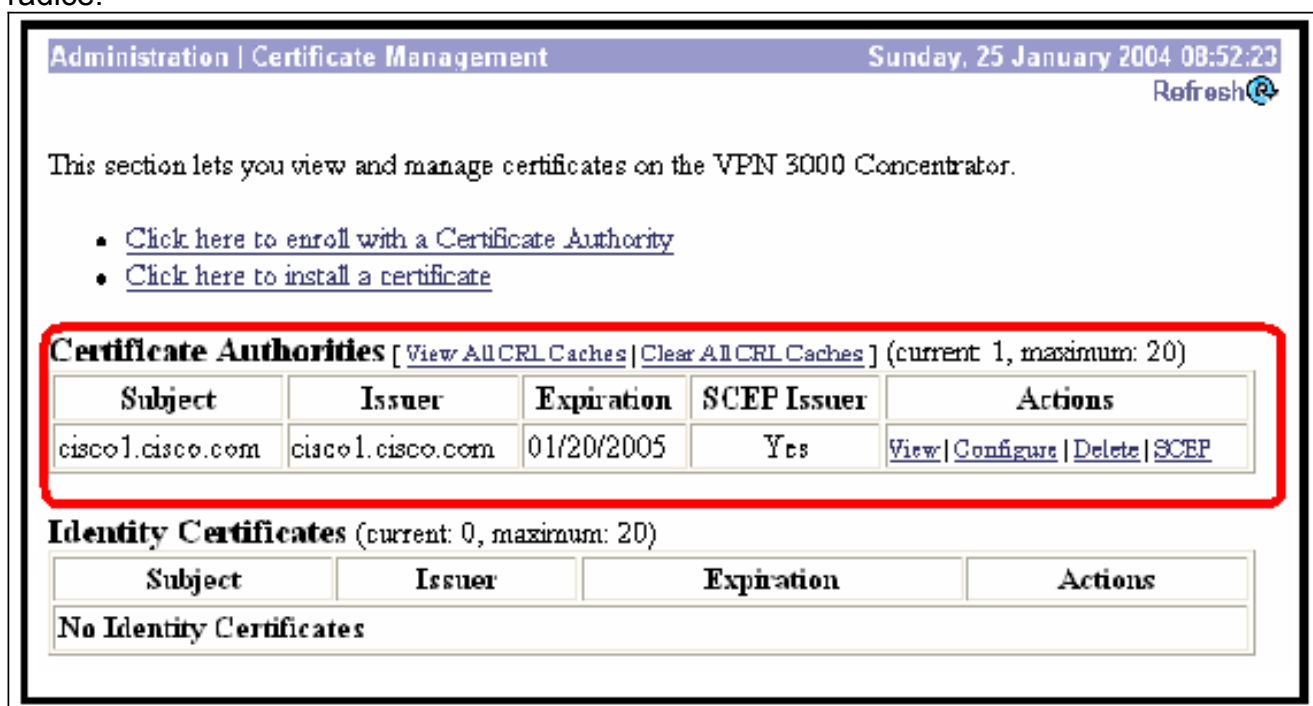 Administration | Certificate Management Sunday, 25 January 2004 08:52:23
Refresh
This section lets you view and manage certificates on the VPN 3000 Concentrator.
• Click here to enroll with a Certificate Authority
• Click here to install a certificate
Certificate Authorities [ View All CRL Caches | Clear All CRL Caches ] (current: 1, maximum: 20)
Subject Issuer Expiration SCEP Issuer Actions
cisco1.cisco.com cisco1.cisco.com 01/20/2005 Yes View | Configure | Delete | SCEP
Identity Certificates (current: 0, maximum: 20)
Subject Issuer Expiration Actions
No Identity Certificates